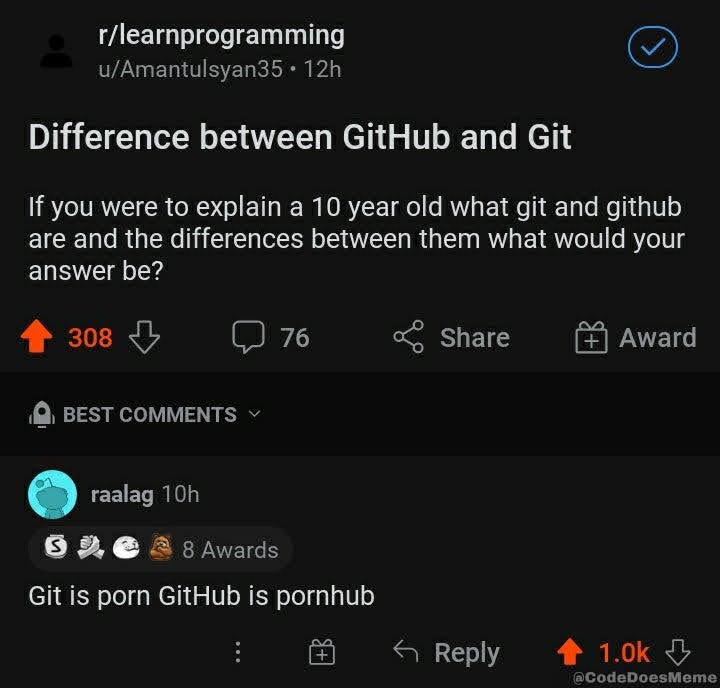 r/learnprogramming
u/Amantulsyan35 • 12h
Difference between GitHub and Git
If you were to explain a 10 year old what git and github
are and the differences between them what would your
answer be?
308 76 Share Award
BEST COMMENTS
raalag 10h
8 Awards
Git is porn GitHub is pornhub
Reply 1.0k
@CodeDoesMeme